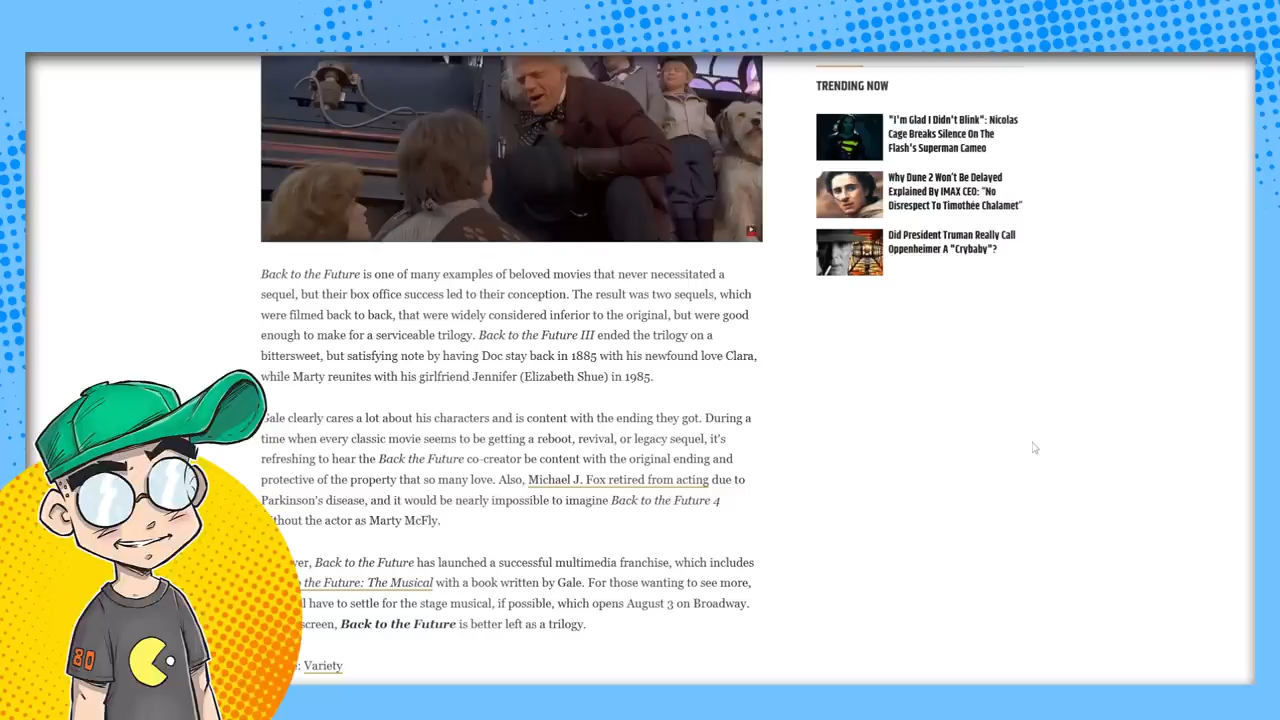 TRENDING NOW
"I'm Glad I Didn't Blink": Nicolas
Cage Breaks Silence On The
Flash's Superman Cameo
Why Dune 2 Won't Be Delayed
Explained By IMAX CEO: "No
Disrespect To Timothée Chalamet"
Did President Truman Really Call
Oppenheimer A "Crybaby"?
Back to the Future is one of many examples of beloved movies that never necessitated a
sequel, but their box office success led to their conception. The result was two sequels, which
were filmed back to back, that were widely considered inferior to the original, but were good
enough to make for a serviceable trilogy. Back to the Future III ended the trilogy on a
bittersweet, but satisfying note by having Doc stay back in 1885 with his newfound love Clara,
while Marty reunites with his girlfriend Jennifer (Elizabeth Shue) in 1985.
Gale clearly cares a lot about his characters and is content with the ending they got. During a
time when every classic movie seems to be getting a reboot, revival, or legacy sequel, it's
refreshing to hear the Back the Future co-creator be content with the original ending and
protective of the property that so many love. Also, Michael J. Fox retired from acting due to
Parkinson's disease, and it would be nearly impossible to imagine Back to the Future 4
without the actor as Marty McFly.
Back to the Future has launched a successful multimedia franchise, which includes
the Future: The Musical with a book written by Gale. For those wanting to see more,
have to settle for the stage musical, if possible, which opens August 3 on Broadway.
screen, Back to the Future is better left as a trilogy.
Variety
80